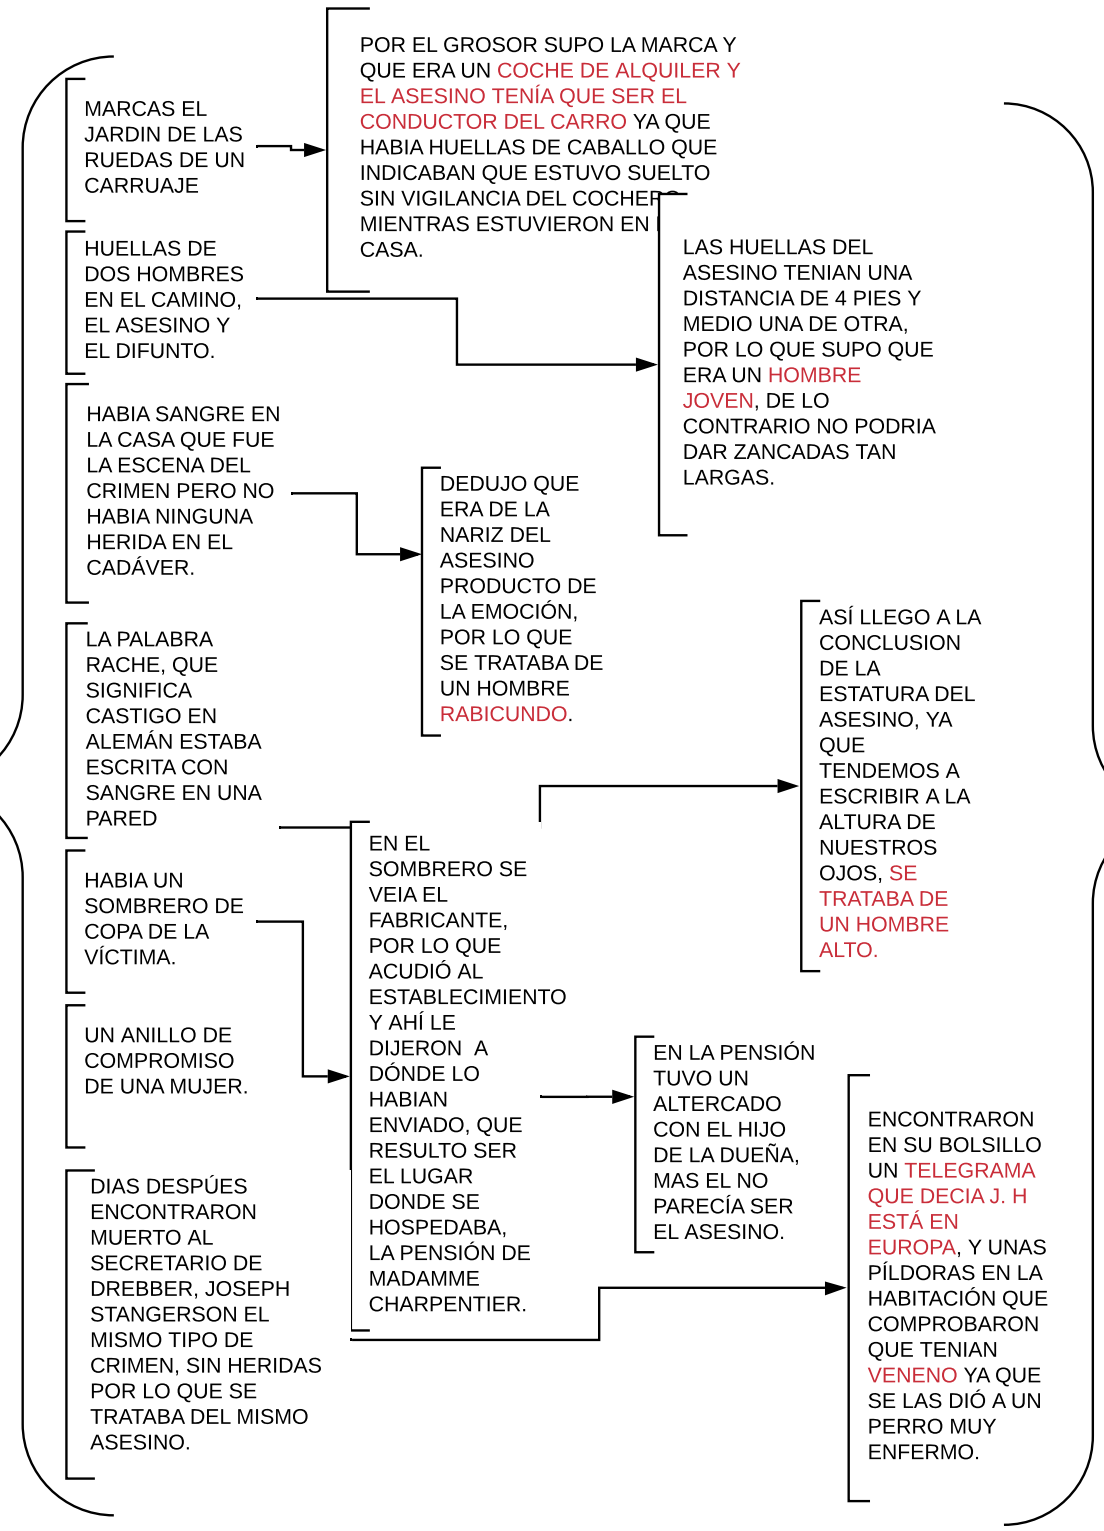 POR EL GROSOR SUPO LA MARCA Y
QUE ERA UN COCHE DE ALQUILER Y
EL ASESINO TENÍA QUE SER EL
CONDUCTOR DEL CARRO YA QUE
HABIA HUELLAS DE CABALLO QUE
INDICABAN QUE ESTUVO SUELTO
SIN VIGILANCIA DEL COCHERO
MIENTRAS ESTUVIERON EN
CASA.
MARCAS EL
JARDIN DE LAS
RUEDAS DE UN
CARRUAJE
HUELLAS DE
DOS HOMBRES
EN EL CAMINO,
EL ASESINO Y
EL DIFUNTO.
LAS HUELLAS DEL
ASESINO TENIAN UNA
DISTANCIA DE 4 PIES Y
MEDIO UNA DE OTRA,
POR LO QUE SUPO QUE
ERA UN HOMBRE
JOVEN, DE LO
CONTRARIO NO PODRIA
DAR ZANCADAS TAN
LARGAS.
HABIA SANGRE EN
LA CASA QUE FUE
LA ESCENA DEL
CRIMEN PERO NO
HABIA NINGUNA
HERIDA EN EL
CADÁVER.
DEDUJO QUE
ERA DE LA
NARIZ DEL
ASESINO
PRODUCTO DE
LA EMOCIÓN,
POR LO QUE
SE TRATABA DE
UN HOMBRE
RABICUNDO.
LA PALABRA
RACHE, QUE
SIGNIFICA
CASTIGO EN
ALEMÁN ESTABA
ESCRITA CON
SANGRE EN UNA
PARED
ASÍ LLEGO A LA
CONCLUSION
DE LA
ESTATURA DEL
ASESINO, YA
QUE
TENDEMOS A
ESCRIBIR A LA
ALTURA DE
NUESTROS
OJOS, SE
TRATABA DE
UN HOMBRE
ALTO.
HABIA UN
SOMBRERO DE
COPA DE LA
VÍCTIMA.
EN EL
SOMBRERO SE
VEIA EL
FABRICANTE,
POR LO QUE
ACUDIÓ AL
ESTABLECIMIENTO
Y AHÍ LE
DIJERON  A
DÓNDE LO
HABIAN
ENVIADO, QUE
RESULTO SER
EL LUGAR
DONDE SE
HOSPEDABA,
LA PENSIÓN DE
MADAMME
CHARPENTIER.
EN LA PENSIÓN
TUVO UN
ALTERCADO
CON EL HIJO
DE LA DUEÑA,
MAS EL NO
PARECÍA SER
EL ASESINO.
UN ANILLO DE
COMPROMISO
DE UNA MUJER.
DIAS DESPÚES
ENCONTRARON
MUERTO AL
SECRETARIO DE
DREBBER, JOSEPH
STANGERSON EL
MISMO TIPO DE
CRIMEN, SIN HERIDAS
POR LO QUE SE
TRATABA DEL MISMO
ASESINO.
ENCONTRARON
EN SU BOLSILLO
UN TELEGRAMA
QUE DECIA J. H
ESTÁ EN
EUROPA, Y UNAS
PÍLDORAS EN LA
HABITACIÓN QUE
COMPROBARON
QUE TENIAN
VENENO YA QUE
SE LAS DIÓ A UN
PERRO MUY
ENFERMO.